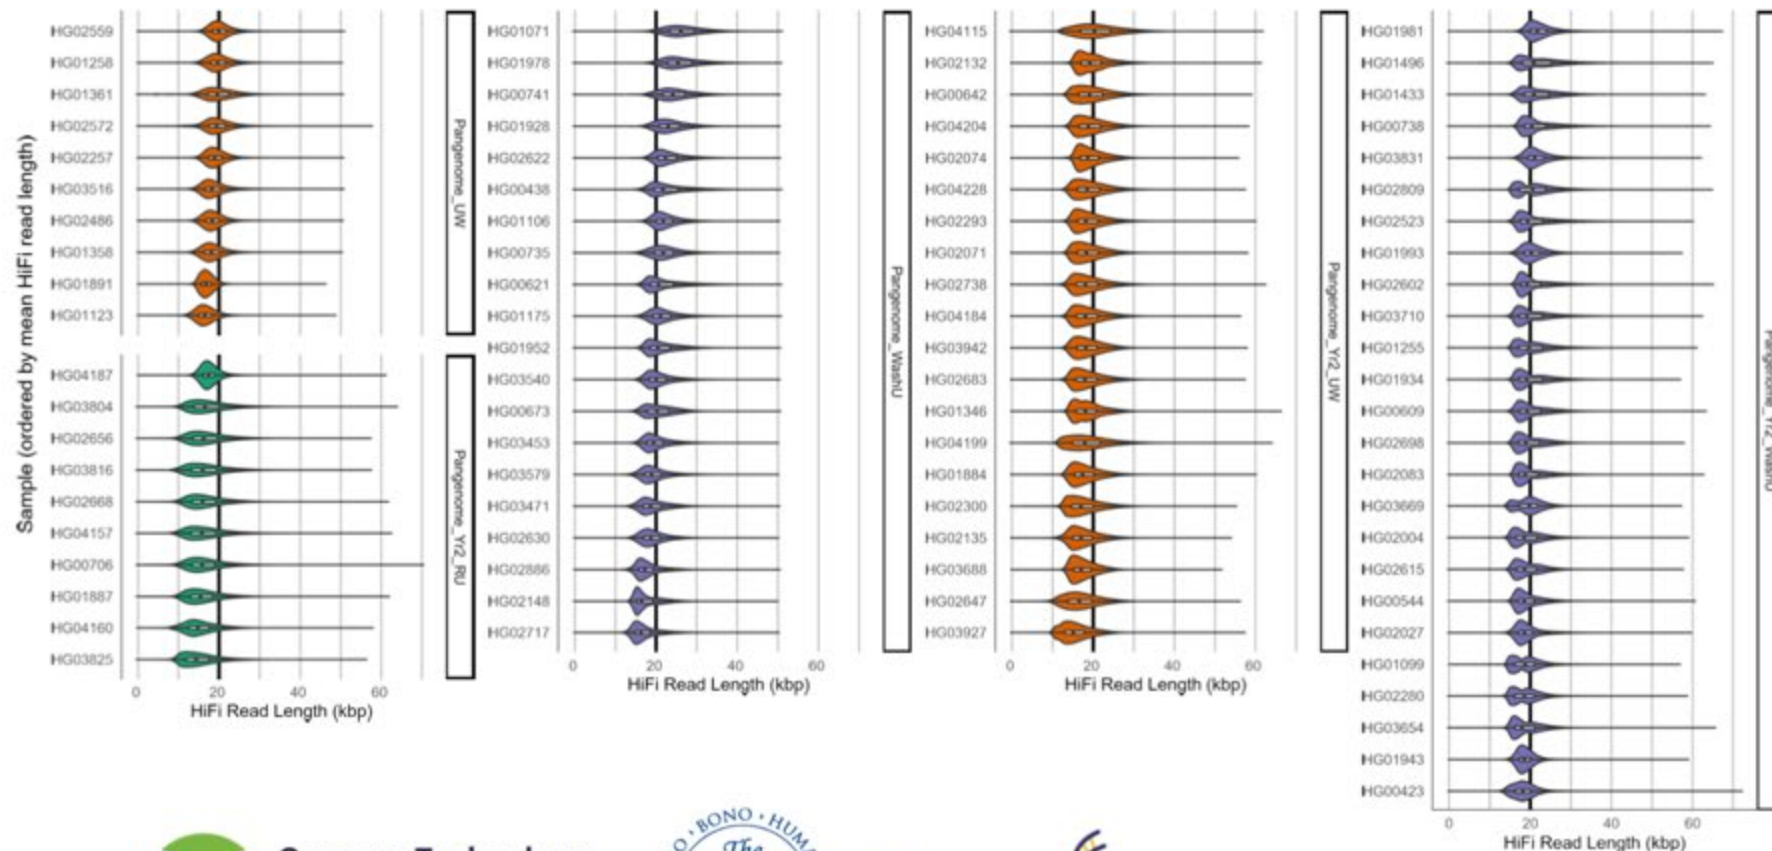 Sample (ordered by mean HiFi read length)
HG02559
HG01258
HG01361
HG02572
HG02257
HG03516
HG02486
HG01358
HG01891
HG01123
Pangenome_UW
HG04187
HG03804
HG02656
HG03816
HG02668
HG04157
HG00706
HG01887
HG04160
HG03825
Pangenome_Yr2_RU
0 20 40 60
HiFi Read Length (kbp)
HG01071
HG01978
HG00741
HG01928
HG02622
HG00438
HG01106
HG00735
HG00621
HG01175
HG01952
HG03540
HG00673
HG03453
HG03579
HG03471
HG02630
HG02886
HG02148
HG02717
Pangenome_WashU
0 20 40 60
HiFi Read Length (kbp)
HG04115
HG02132
HG00642
HG04204
HG02074
HG04228
HG02293
HG02071
HG02738
HG04184
HG03942
HG02683
HG01346
HG04199
HG01884
HG02300
HG02135
HG03688
HG02647
HG03927
Pangenome_Yr2_UW
0 20 40 60
HiFi Read Length (kbp)
HG01981
HG01496
HG01433
HG00738
HG03831
HG02809
HG02523
HG01993
HG02602
HG03710
HG01255
HG01934
HG00609
HG02698
HG02083
HG03669
HG02004
HG02615
HG00544
HG02027
HG01099
HG02280
HG03654
HG01943
HG00423
Pangenome_Yr2_WashU
0 20 40 60
HiFi Read Length (kbp)
BONO · HUM
The